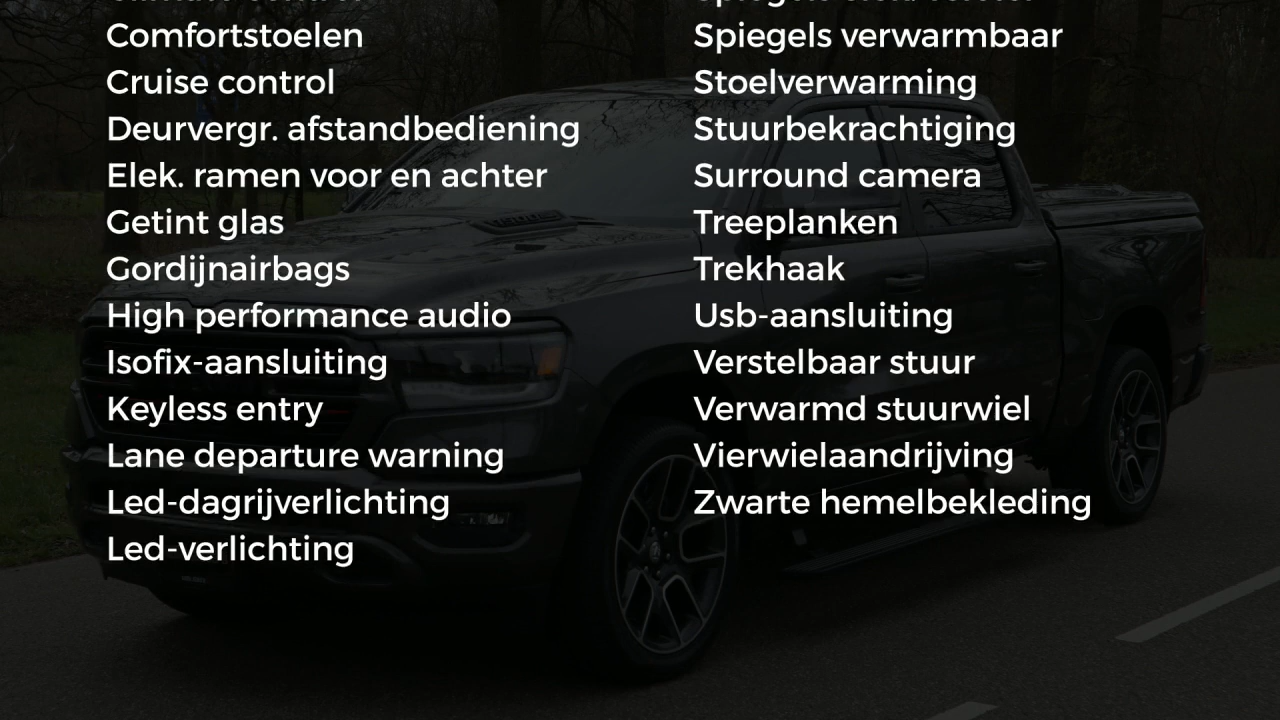 Comfortstoelen
Cruise control
Deurvergr. afstandbediening
Elek. ramen voor en achter
Getint glas
Gordijnairbags
High performance audio
Isofix-aansluiting
Keyless entry
Lane departure warning
Led-dagrijverlichting
Led-verlichting
Spiegels verwarmbaar
Stoelverwarming
Stuurbekrachtiging
Surround camera
Treeplanken
Trekhaak
Usb-aansluiting
Verstelbaar stuur
Verwarmd stuurwiel
Vierwielaandrijving
Zwarte hemelbekleding